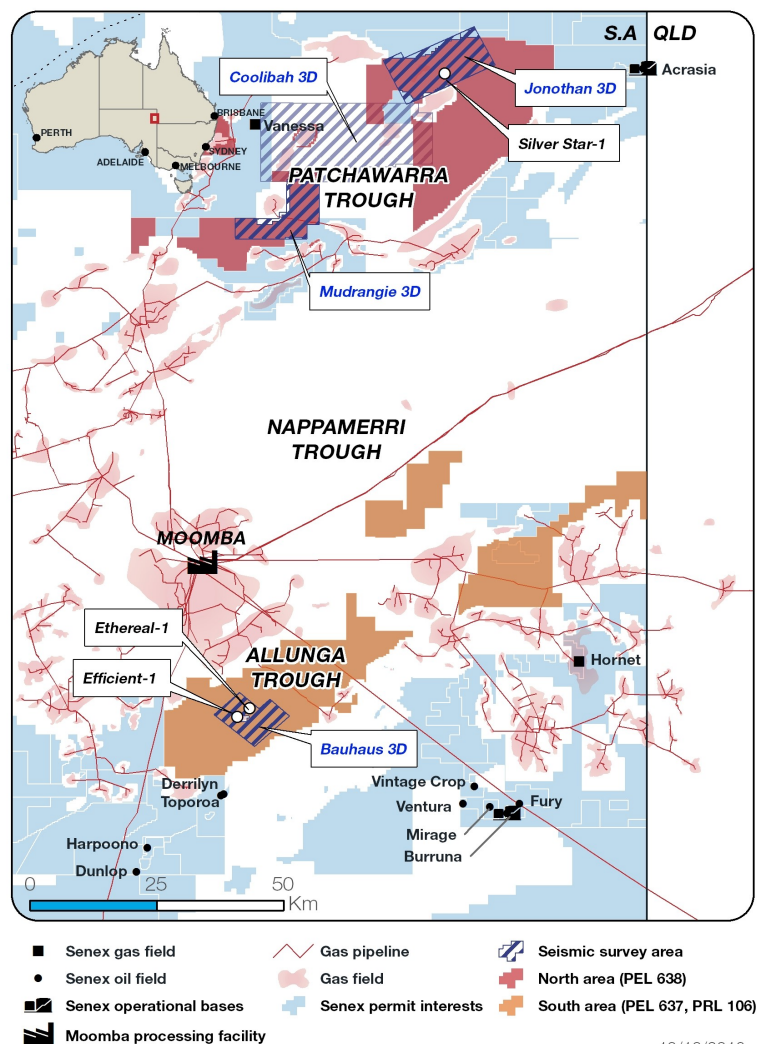 S.A QLD
Acrasia
Coolibah 3D
Jonothan 3D
BRISBANE
Vanessa
PERTH
Silver Star-1
SYDNEY
ADELAIDE
MELBOURNE
PATCHAWARRA
TROUGH
Mudrangie 3D
NAPPAMERRI
TROUGH
MOOMBA
Ethereal-1
ALLUNGA
TROUGH
Hornet
Efficient-1
Bauhaus 3D
Derrilyn
Toporoa
Vintage Crop
Ventura
Fury
Mirage
Burruna
Harpoono
Dunlop
0 25 50
Km
Senex gas field
Gas pipeline
Seismic survey area
Senex oil field
Gas field
North area (PEL 638)
Senex operational bases
Senex permit interests
South area (PEL 637, PRL 106)
Moomba processing facility